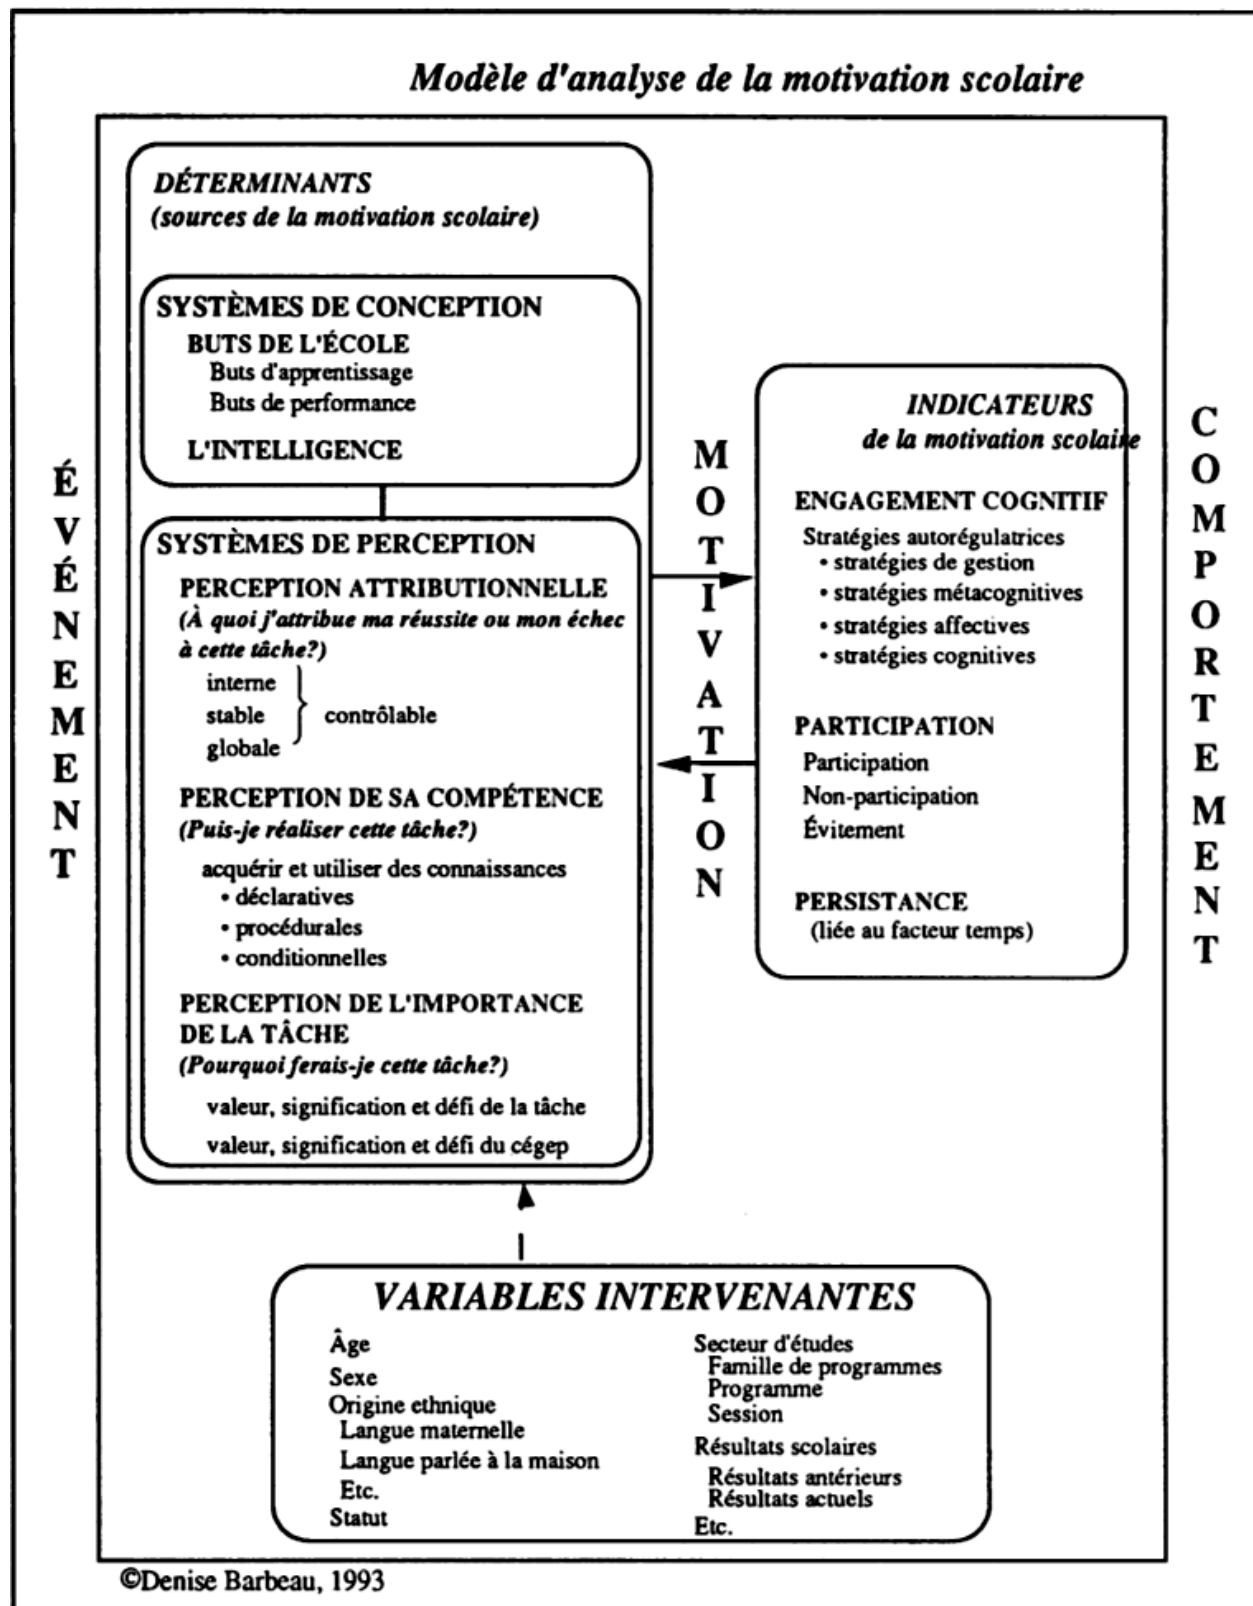 Modèle d'analyse de la motivation scolaire
ÉVÉNEMENT
DÉTERMINANTS
(sources de la motivation scolaire)
SYSTÈMES DE CONCEPTION
BUTS DE L'ÉCOLE
Buts d'apprentissage
Buts de performance
L'INTELLIGENCE
SYSTÈMES DE PERCEPTION
PERCEPTION ATTRIBUTIONNELLE
(À quoi j'attribue ma réussite ou mon échec
à cette tâche?)
interne
stable
globale
contrôlable
PERCEPTION DE SA COMPÉTENCE
(Puis-je réaliser cette tâche?)
acquérir et utiliser des connaissances
• déclaratives
• procédurales
• conditionnelles
PERCEPTION DE L'IMPORTANCE
DE LA TÂCHE
(Pourquoi ferais-je cette tâche?)
valeur, signification et défi de la tâche
valeur, signification et défi du cégep
MOTIVATION
INDICATEURS
de la motivation scolaire
ENGAGEMENT COGNITIF
Stratégies autorégulatrices
• stratégies de gestion
• stratégies métacognitives
• stratégies affectives
• stratégies cognitives
PARTICIPATION
Participation
Non-participation
Évitement
PERSISTANCE
(liée au facteur temps)
COMPORTEMENT
VARIABLES INTERVENANTES
Âge
Sexe
Origine ethnique
Langue maternelle
Langue parlée à la maison
Etc.
Statut
Secteur d'études
Famille de programmes
Programme
Session
Résultats scolaires
Résultats antérieurs
Résultats actuels
Etc.
©Denise Barbeau, 1993